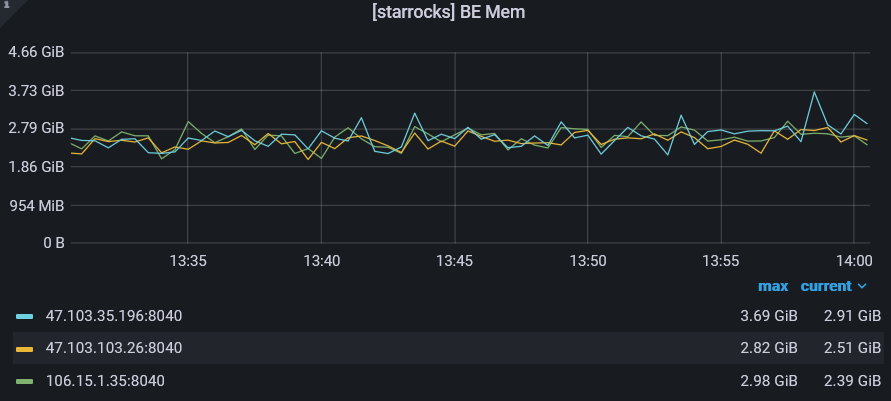 i
[starrocks] BE Mem
4.66 GiB
3.73 GiB
2.79 GiB
1.86 GiB
954 MiB
0 B
13:35 13:40 13:45 13:50 13:55 14:00
max current
47.103.35.196:8040 3.69 GiB 2.91 GiB
47.103.103.26:8040 2.82 GiB 2.51 GiB
106.15.1.35:8040 2.98 GiB 2.39 GiB